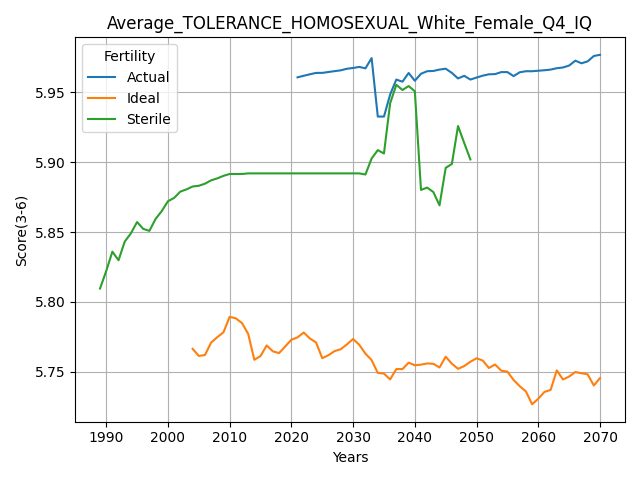 Average_TOLERANCE_HOMOSEXUAL_White_Female_Q4_IQ
Fertility
Actual
Ideal
Sterile
Score(3-6)
5.95
5.90
5.85
5.80
5.75
1990 2000 2010 2020 2030 2040 2050 2060 2070
Years